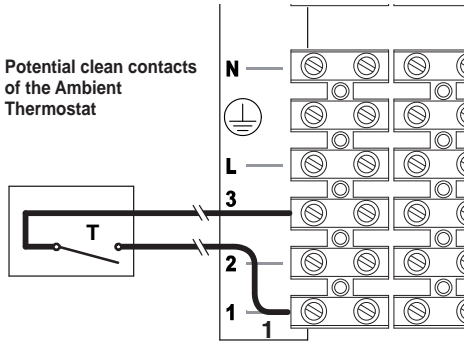 Potential clean contacts
of the Ambient
Thermostat
N
L
3
T
2
1
1